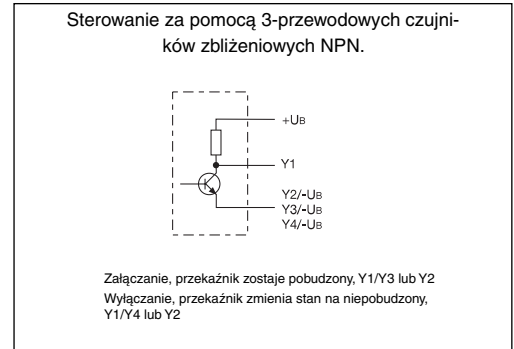 Sterowanie za pomocą 3-przewodowych czujni-
ków zbliżeniowych NPN.
+UB
Y1
Y2/-UB
Y3/-UB
Y4/-UB
Załączanie, przekaźnik zostaje pobudzony, Y1/Y3 lub Y2
Wyłączanie, przekaźnik zmienia stan na niepobudzony,
Y1/Y4 lub Y2